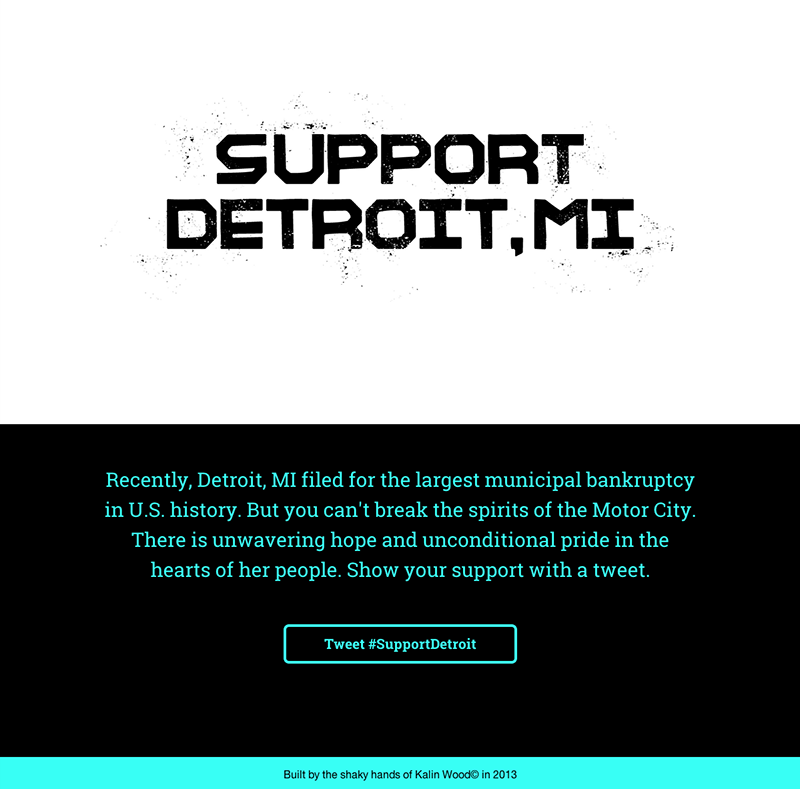 SUPPORT
DETROIT, MI
Recently, Detroit, MI filed for the largest municipal bankruptcy
in U.S. history. But you can't break the spirits of the Motor City.
There is unwavering hope and unconditional pride in the
hearts of her people. Show your support with a tweet.
Tweet #SupportDetroit
Built by the shaky hands of Kalin Wood© in 2013